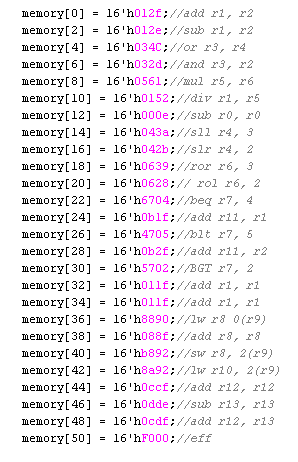 memory[0] = 16'h012f;//add r1, r2
memory[2] = 16'h012e;//sub r1, r2
memory[4] = 16'h034C;//or r3, r4
memory[6] = 16'h032d;//and r3, r2
memory[8] = 16'h0561;//mul r5, r6
memory[10] = 16'h0152;//div r1, r5
memory[12] = 16'h000e;//sub r0, r0
memory[14] = 16'h043a;//sll r4, 3
memory[16] = 16'h042b;//slr r4, 2
memory[18] = 16'h0639;//ror r6, 3
memory[20] = 16'h0628;// rol r6, 2
memory[22] = 16'h6704;//beq r7, 4
memory[24] = 16'h0b1f;//add r11, r1
memory[26] = 16'h4705;//blt r7, 5
memory[28] = 16'h0b2f;//add r11, r2
memory[30] = 16'h5702;//BGT r7, 2
memory[32] = 16'h011f;//add r1, r1
memory[34] = 16'h011f;//add r1, r1
memory[36] = 16'h8890;//lw r8 0(r9)
memory[38] = 16'h088f;//add r8, r8
memory[40] = 16'hb892;//sw r8, 2(r9)
memory[42] = 16'h8a92;//lw r10, 2(r9)
memory[44] = 16'h0ccf;//add r12, r12
memory[46] = 16'h0dde;//sub r13, r13
memory[48] = 16'h0cdf;//add r12, r13
memory[50] = 16'hF000;//eff